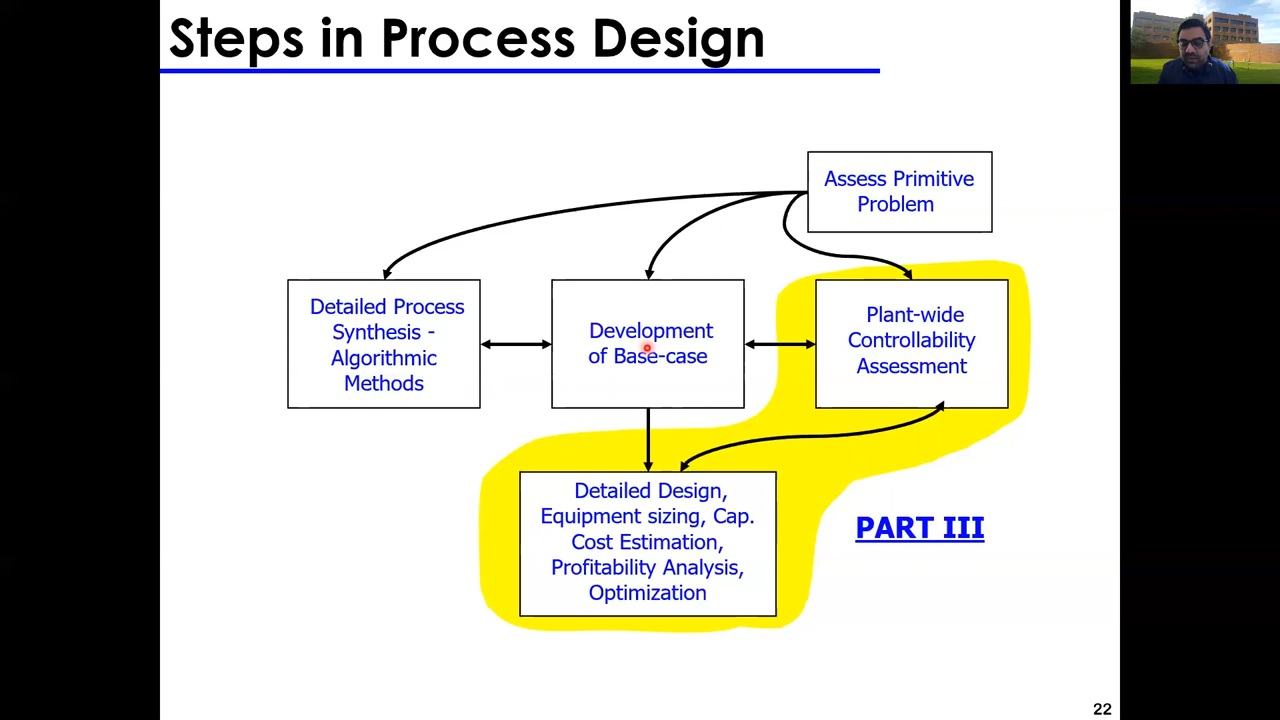 Steps in Process Design
Assess Primitive
Problem
Detailed Process
Synthesis -
Algorithmic
Methods
Development
of Base-case
Plant-wide
Controllability
Assessment
Detailed Design,
Equipment sizing, Cap.
Cost Estimation,
Profitability Analysis,
Optimization
PART III
22